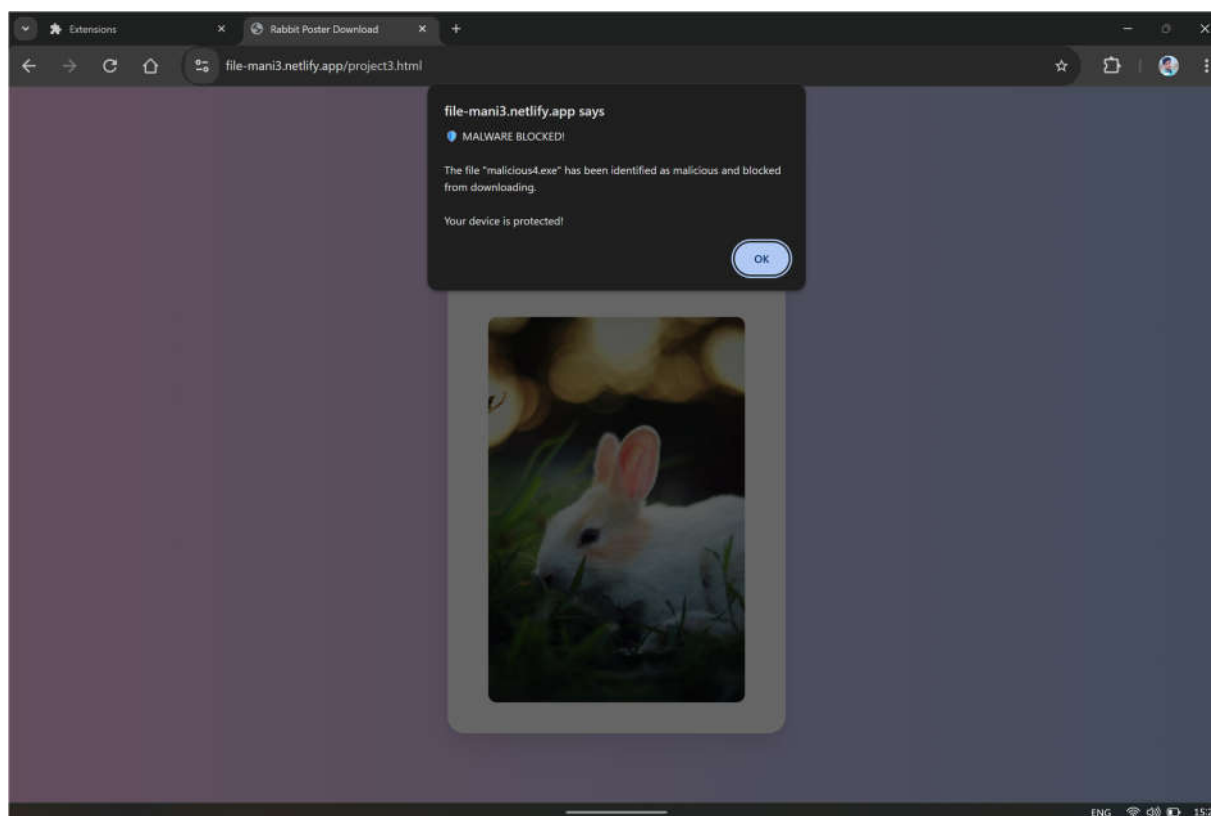 Extensions
Rabbit Poster Download
file-mani3.netlify.app/project3.html
file-mani3.netlify.app says
MALWARE BLOCKED!
The file "malicious4.exe" has been identified as malicious and blocked
from downloading.
Your device is protected!
OK
ENG